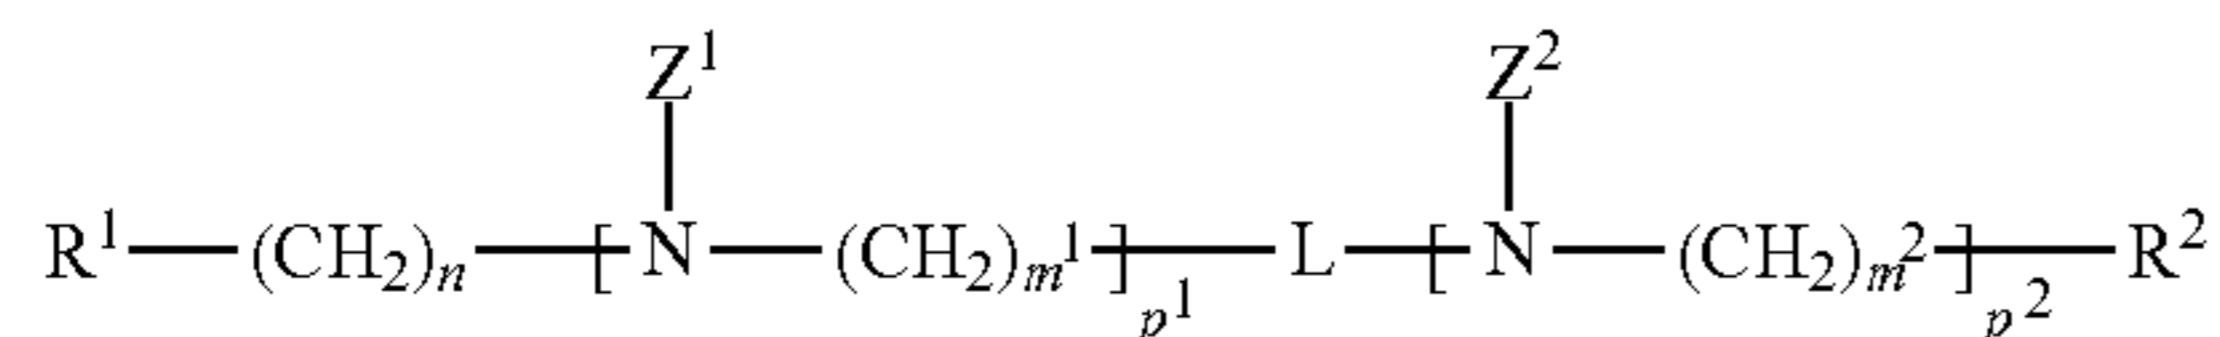 Z¹ Z²
R¹—(CH₂)ₙ—[N—(CH₂)ₘ¹]ₚ¹—L—[N—(CH₂)ₘ²]ₚ²—R²